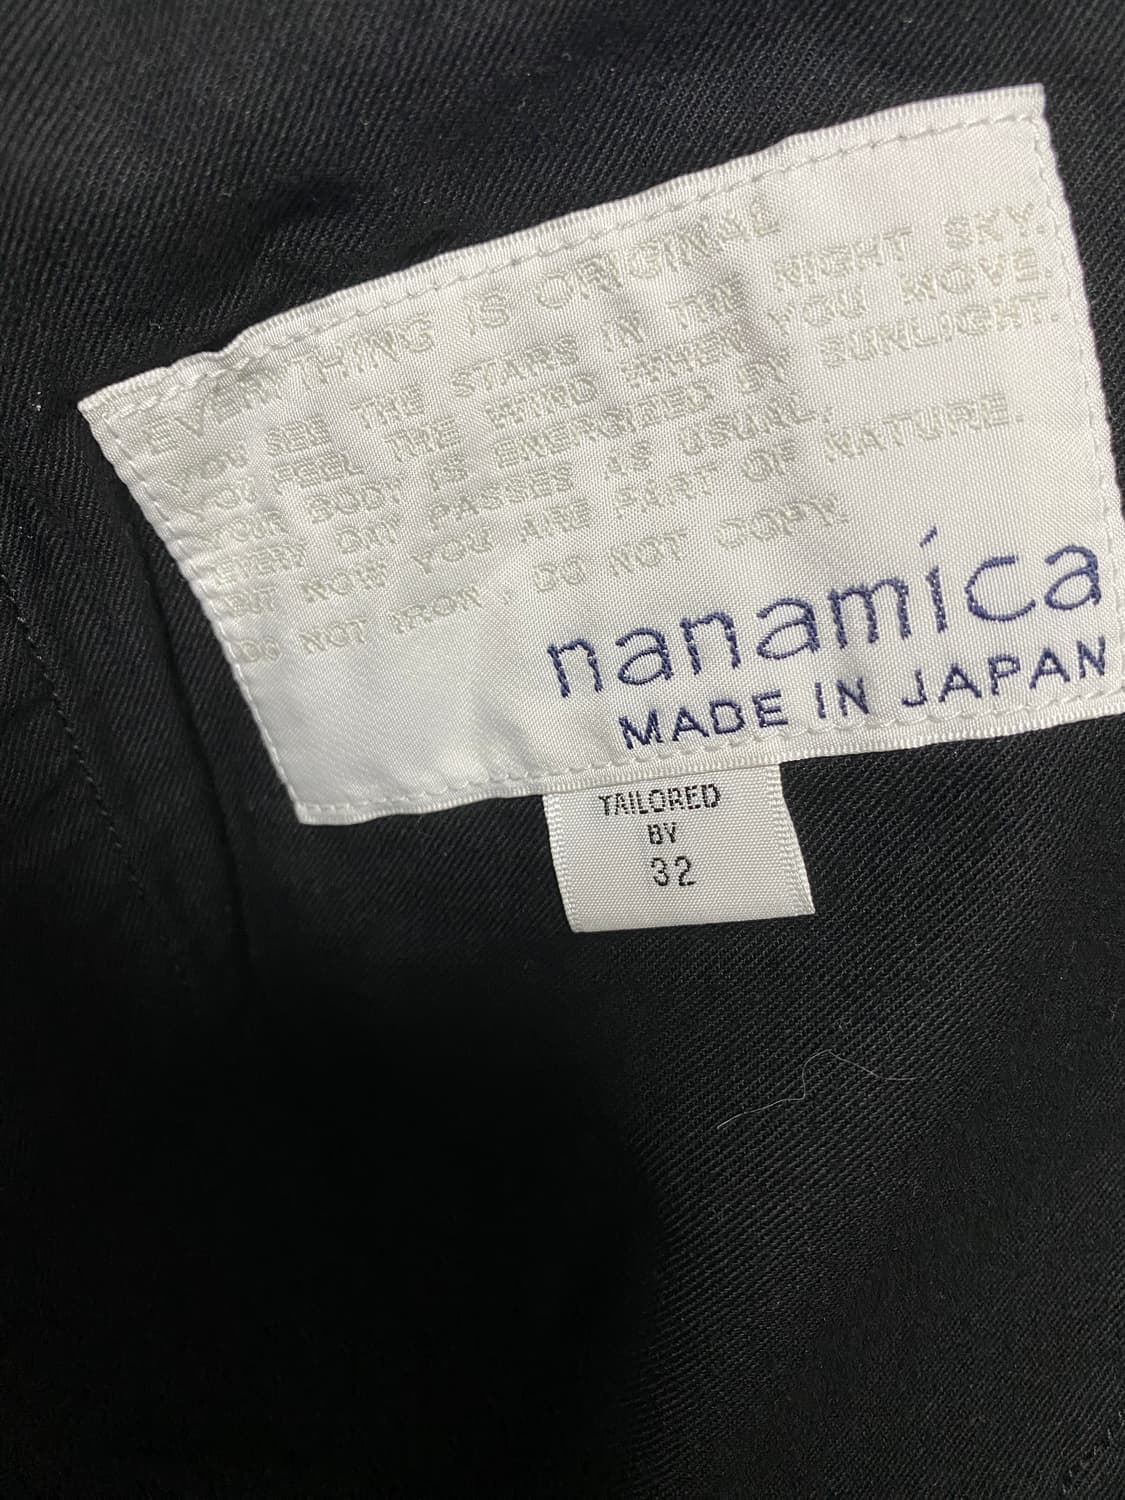 EVERYTHING IS ORIGINAL
YOU SEE THE STARS IN THE NIGHT SKY.
YOU FEEL THE WIND WHEN YOU MOVE.
YOUR BODY IS ENERGISED BY SUNLIGHT.
EVERY DAY PASSES AS USUAL,
BUT NOW YOU ARE PART OF NATURE.
DO NOT IRON, DO NOT COPY.
nanamica
MADE IN JAPAN
TAILORED
BY
32